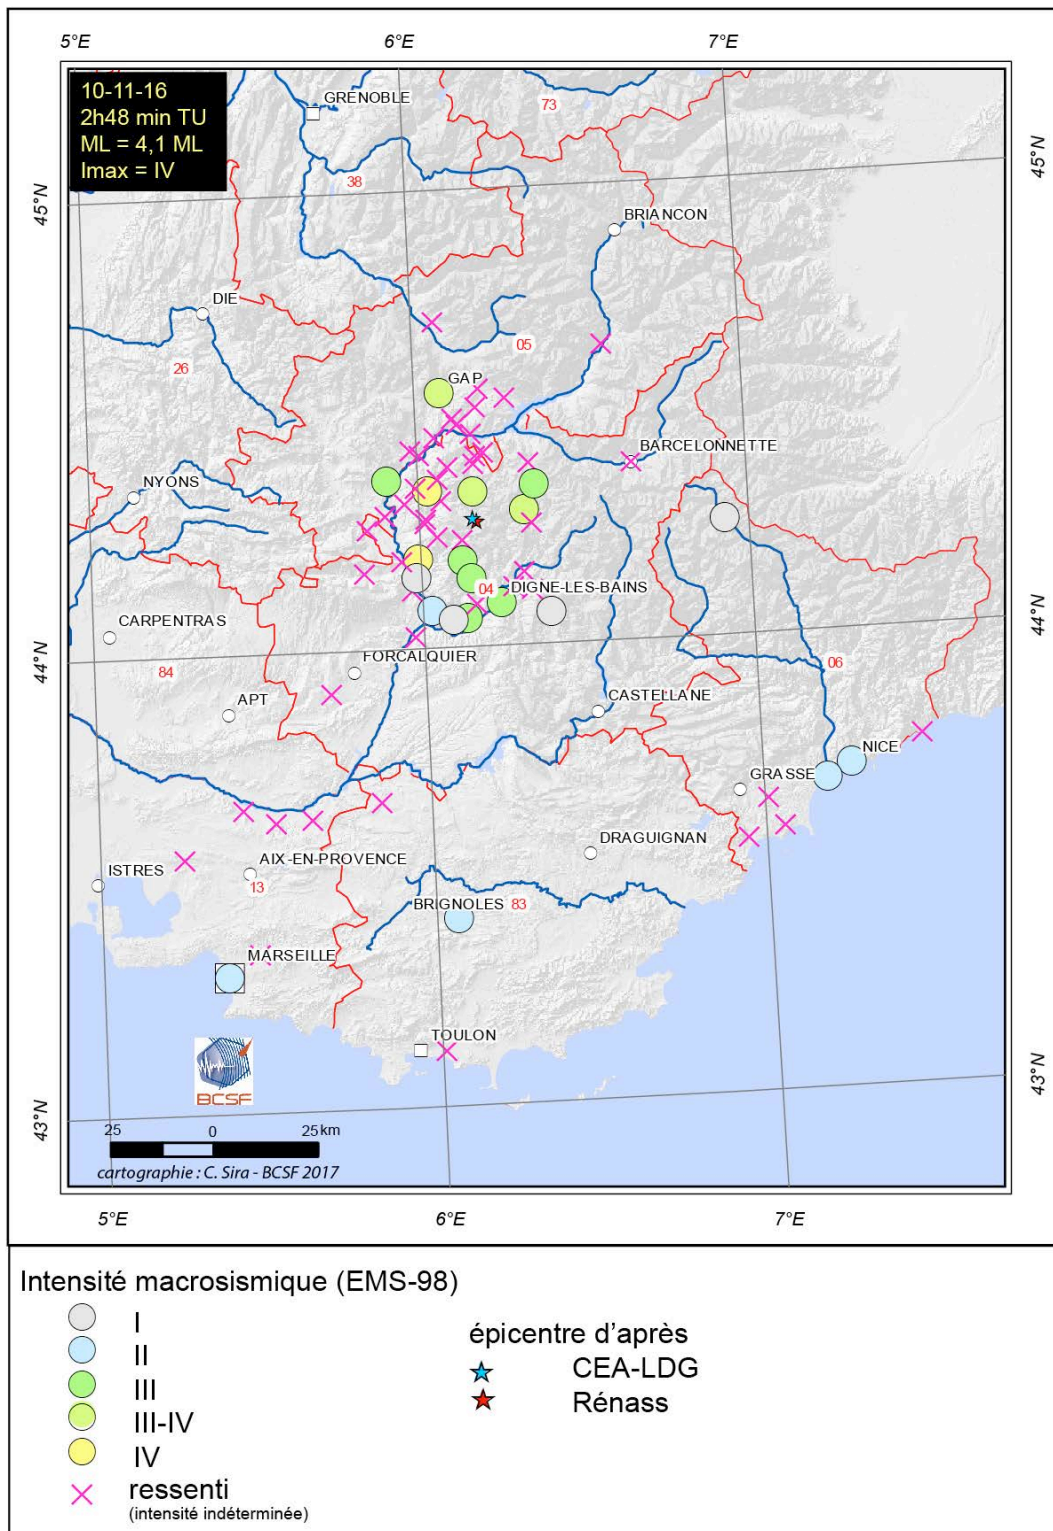 5°E
6°E
7°E
10-11-16
2h48 min TU
ML = 4,1 ML
Imax = IV
GRENOBLE
73
45°N
45°N
38
BRIANCON
DIE
05
26
GAP
BARCELONNETTE
NYONS
04
DIGNE-LES-BAINS
CARPENTRAS
44°N
44°N
FORCALQUIER
84
06
APT
CASTELLANE
NICE
GRASSE
DRAGUIGNAN
AIX-EN-PROVENCE
ISTRES
13
BRIGNOLES
83
MARSEILLE
TOULON
BCSF
43°N
43°N
25
0
25 km
cartographie : C. Sira - BCSF 2017
5°E
6°E
7°E
Intensité macrosismique (EMS-98)
I
II
III
III-IV
IV
ressenti
(intensité indéterminée)
épicentre d'après
CEA-LDG
Rénass